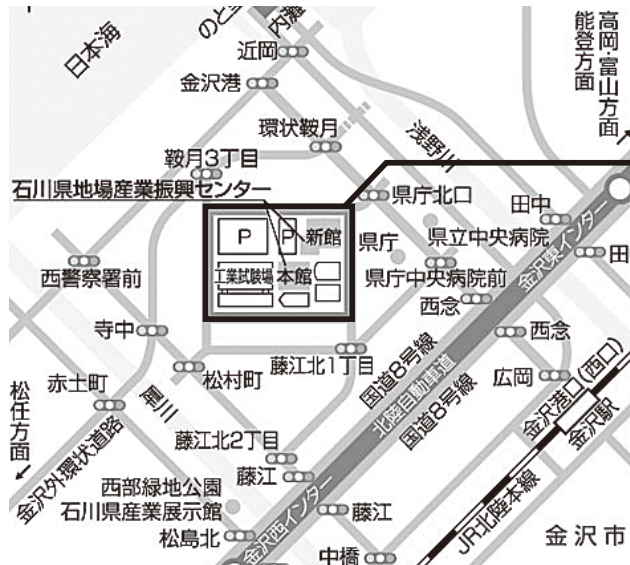 のと里
内灘
日本海
近岡
金沢港
高岡・富山方面
能登方面
環状鞍月
浅野川
鞍月3丁目
石川県地場産業振興センター
県庁北口
田中
P
P
新館
県庁
県立中央病院
金沢東インター
田
西警察署前
工業試験場
本館
県庁中央病院前
西念
寺中
西念
藤江北1丁目
国道8号線
北陸自動車道
国道8号線
松村町
広岡
金沢港口(西口)
金沢駅
赤土町
松任方面
犀川
金沢外環状道路
藤江北2丁目
藤江
西部緑地公園
石川県産業展示館
藤江
JR北陸本線
松島北
金沢西インター
中橋
金沢市